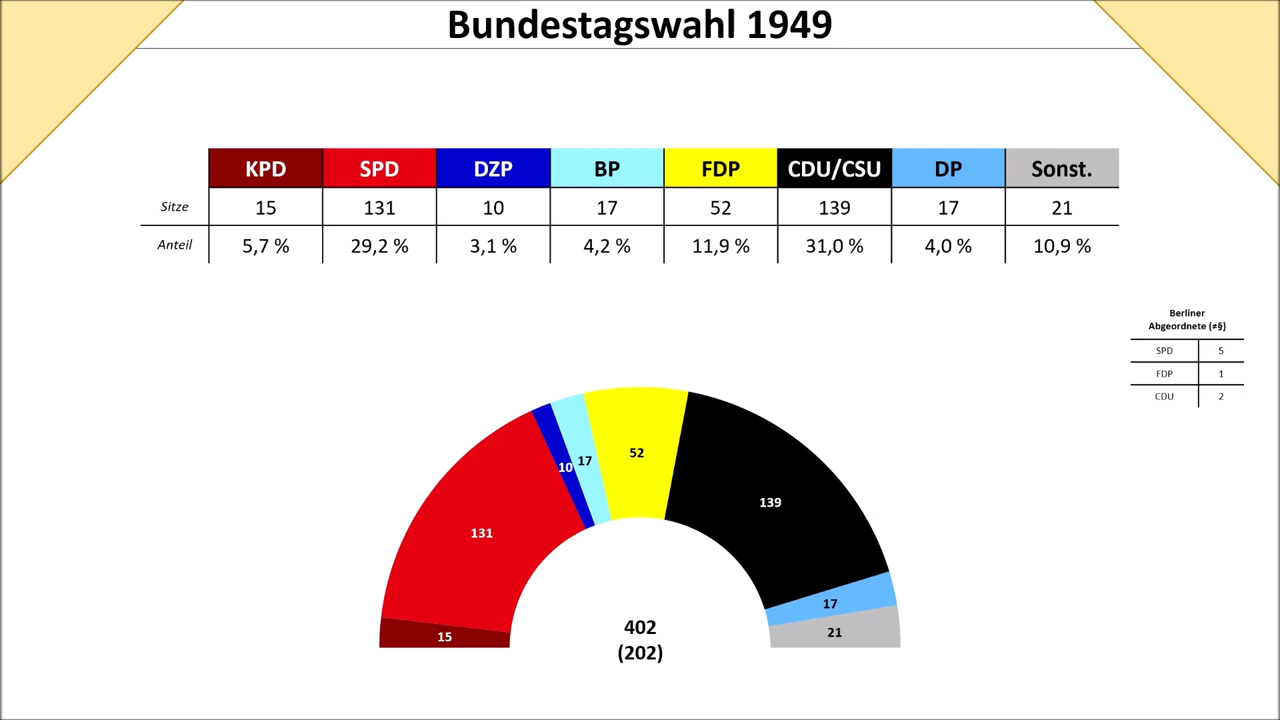 Bundestagswahl 1949
KPD SPD DZP BP FDP CDU/CSU DP Sonst.
Sitze 15 131 10 17 52 139 17 21
Anteil 5,7 % 29,2 % 3,1 % 4,2 % 11,9 % 31,0 % 4,0 % 10,9 %
Berliner
Abgeordnete (≠§)
SPD 5
FDP 1
CDU 2
15
131
10
17
52
139
17
21
402
(202)